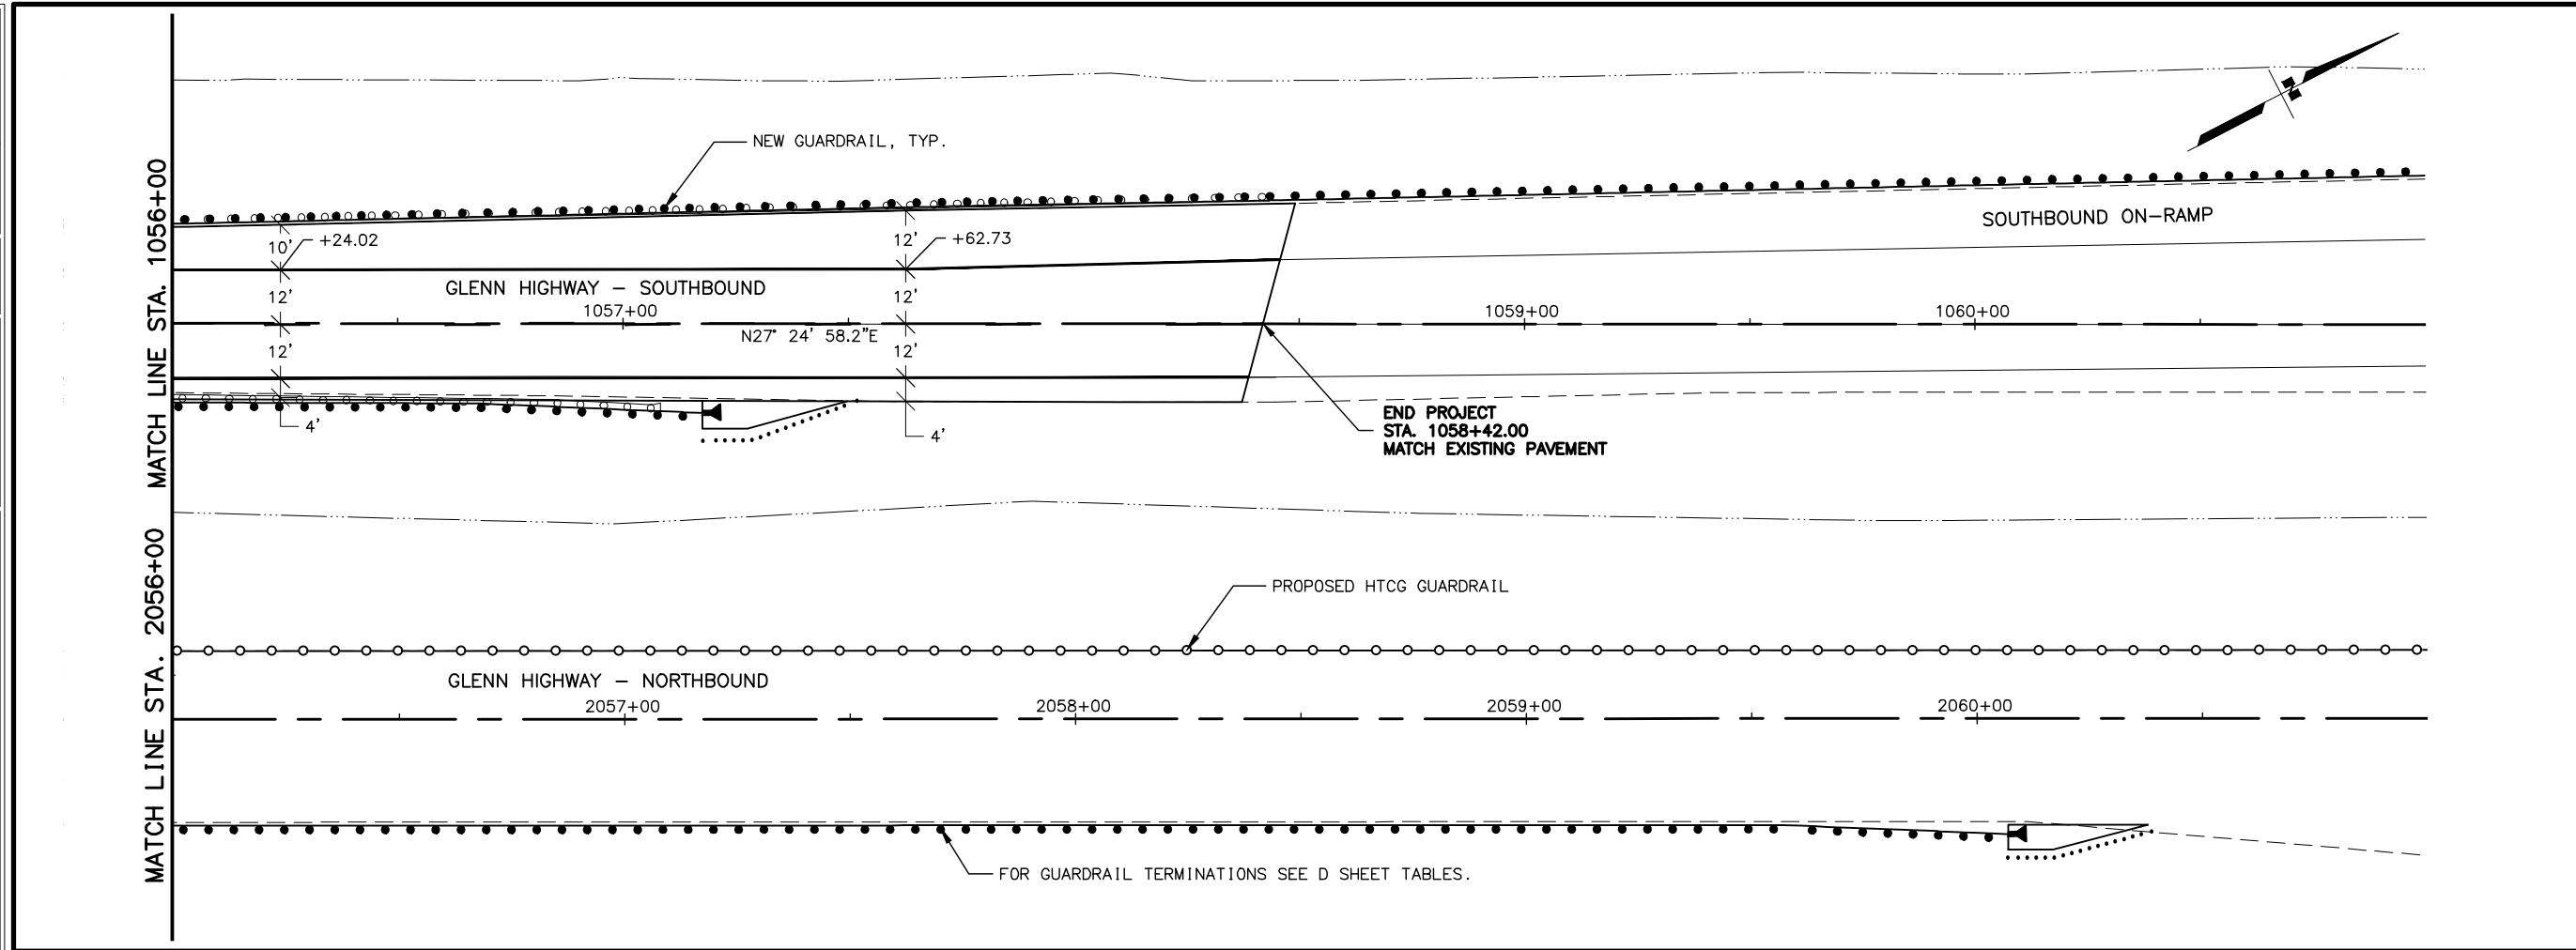 NEW GUARDRAIL, TYP.
MATCH LINE STA. 1056+00
SOUTHBOUND ON-RAMP
10' +24.02
12' +62.73
12'
GLENN HIGHWAY - SOUTHBOUND
12'
1057+00
1059+00
1060+00
N27° 24' 58.2"E
12'
12'
4'
4'
END PROJECT
STA. 1058+42.00
MATCH EXISTING PAVEMENT
MATCH LINE STA. 2056+00
PROPOSED HTCG GUARDRAIL
GLENN HIGHWAY - NORTHBOUND
2057+00
2058+00
2059+00
2060+00
FOR GUARDRAIL TERMINATIONS SEE D SHEET TABLES.
N